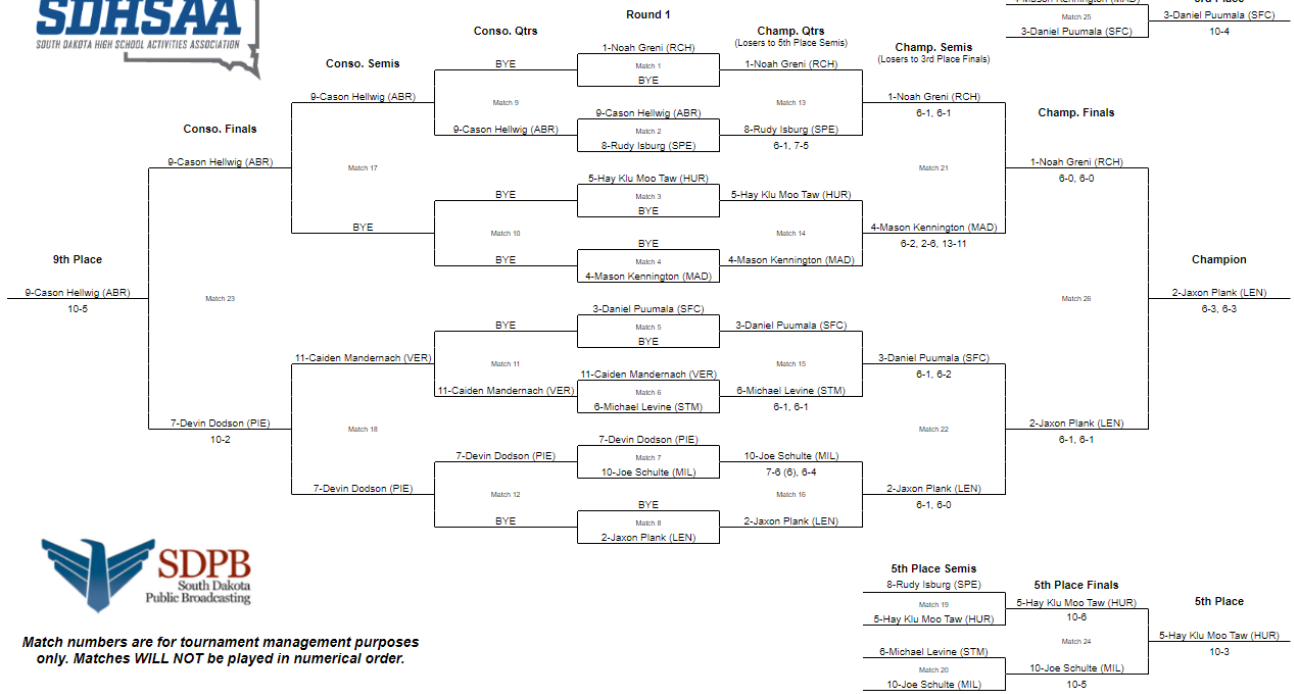 SDHSAA
SOUTH DAKOTA HIGH SCHOOL ACTIVITIES ASSOCIATION
Match 25
3-Daniel Puumala (SFC)
3-Daniel Puumala (SFC)
10-4
Conso. Finals
Conso. Semis
Conso. Qtrs
Round 1
Champ. Qtrs
(Losers to 5th Place Semis)
Champ. Semis
(Losers to 3rd Place Finals)
Champ. Finals
9th Place
Champion
1-Noah Greni (RCH)
Match 1
BYE
9-Cason Hellwig (ABR)
Match 2
8-Rudy Isburg (SPE)
5-Hay Klu Moo Taw (HUR)
Match 3
BYE
BYE
Match 4
4-Mason Kennington (MAD)
3-Daniel Puumala (SFC)
Match 5
BYE
11-Caiden Mandernach (VER)
Match 6
6-Michael Levine (STM)
7-Devin Dodson (PIE)
Match 7
10-Joe Schulte (MIL)
BYE
Match 8
2-Jaxon Plank (LEN)
BYE
Match 9
9-Cason Hellwig (ABR)
BYE
Match 10
BYE
BYE
Match 11
11-Caiden Mandernach (VER)
7-Devin Dodson (PIE)
Match 12
BYE
9-Cason Hellwig (ABR)
Match 17
BYE
11-Caiden Mandernach (VER)
Match 18
7-Devin Dodson (PIE)
9-Cason Hellwig (ABR)
Match 23
7-Devin Dodson (PIE)
10-2
9-Cason Hellwig (ABR)
10-5
1-Noah Greni (RCH)
Match 13
8-Rudy Isburg (SPE)
6-1, 7-5
5-Hay Klu Moo Taw (HUR)
Match 14
4-Mason Kennington (MAD)
3-Daniel Puumala (SFC)
Match 15
6-Michael Levine (STM)
6-1, 6-1
10-Joe Schulte (MIL)
7-6 (6), 6-4
Match 16
2-Jaxon Plank (LEN)
1-Noah Greni (RCH)
6-1, 6-1
Match 21
4-Mason Kennington (MAD)
6-2, 2-6, 13-11
3-Daniel Puumala (SFC)
6-1, 6-2
Match 22
2-Jaxon Plank (LEN)
6-1, 6-0
1-Noah Greni (RCH)
6-0, 6-0
Match 26
2-Jaxon Plank (LEN)
6-1, 6-1
2-Jaxon Plank (LEN)
6-3, 6-3
SDPB
South Dakota
Public Broadcasting
Match numbers are for tournament management purposes
only. Matches WILL NOT be played in numerical order.
5th Place Semis
8-Rudy Isburg (SPE)
Match 19
5-Hay Klu Moo Taw (HUR)
6-Michael Levine (STM)
Match 20
10-Joe Schulte (MIL)
5th Place Finals
5-Hay Klu Moo Taw (HUR)
10-6
Match 24
10-Joe Schulte (MIL)
10-5
5th Place
5-Hay Klu Moo Taw (HUR)
10-3